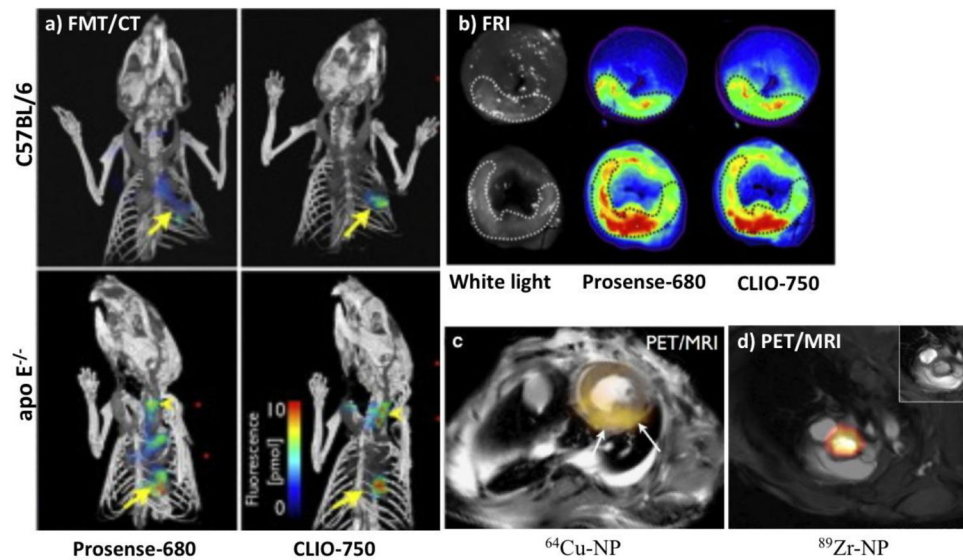 a) FMT/CT
b) FRI
C57BL/6
White light
Prosense-680
CLIO-750
apo E-/-
Fluorescence
[pmol]
10
0
c
PET/MRI
d) PET/MRI
Prosense-680
CLIO-750
64Cu-NP
89Zr-NP